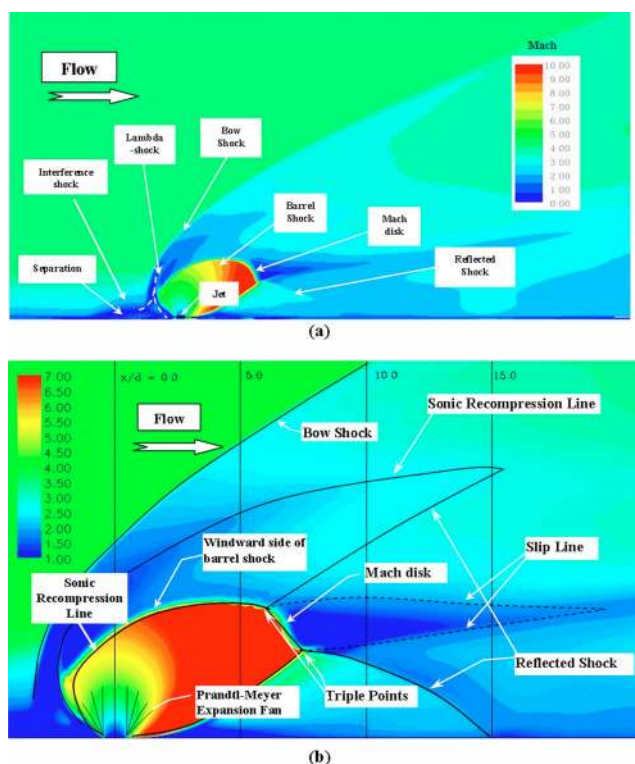 Mach
Flow
10.00
9.00
8.00
7.00
6.00
5.00
4.00
3.00
2.00
1.00
0.00
Lambda
-shock
Bow
Shock
Interference
shock
Barrel
Shock
Mach
disk
Reflected
Shock
Separation
Jet
(a)
7.00
6.50
6.00
5.50
5.00
4.50
4.00
3.50
3.00
2.50
2.00
1.50
1.00
x/d = 0.0
5.0
10.0
15.0
Flow
Sonic Recompression Line
Bow Shock
Windward side of
barrel shock
Slip Line
Mach disk
Sonic
Recompression
Line
Reflected Shock
Prandtl-Meyer
Expansion Fan
Triple Points
(b)